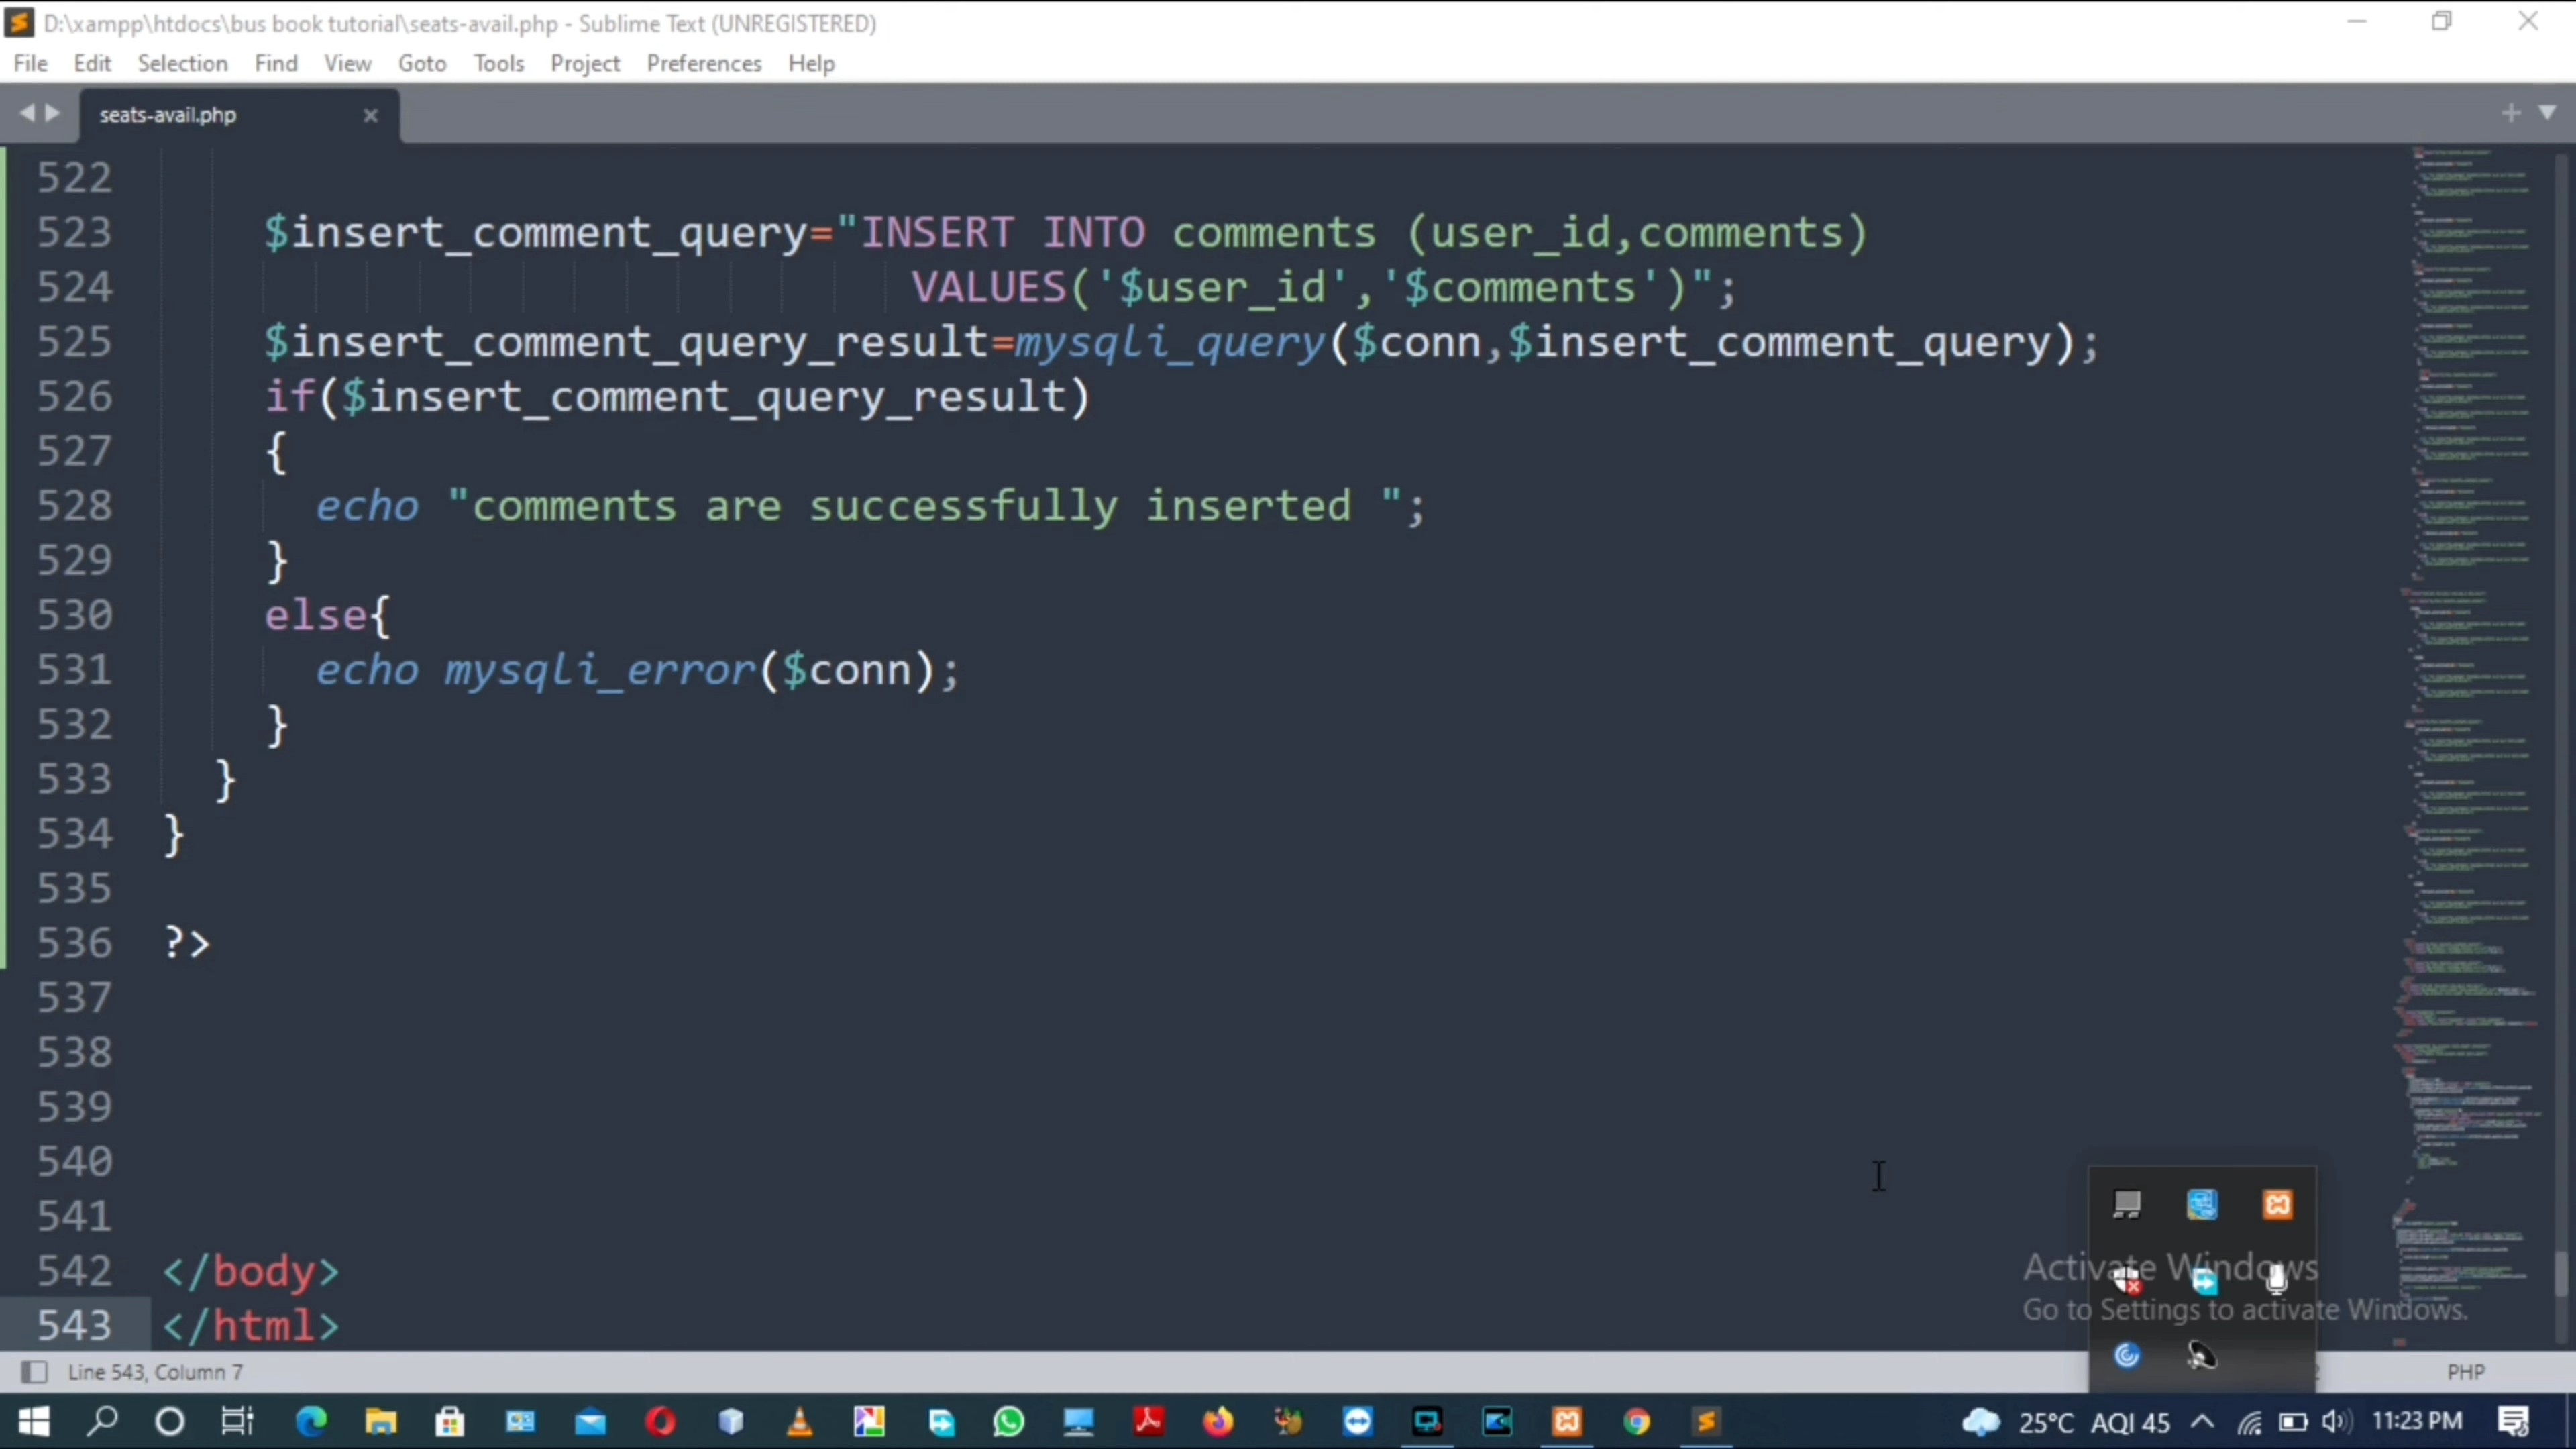 D:\xampp\htdocs\bus book tutorial\seats-avail.php - Sublime Text (UNREGISTERED)
File Edit Selection Find View Goto Tools Project Preferences Help
seats-avail.php
522
523 $insert_comment_query="INSERT INTO comments (user_id,comments)
524 VALUES('$user_id','$comments')";
525 $insert_comment_query_result=mysqli_query($conn,$insert_comment_query);
526 if($insert_comment_query_result)
527 {
528 echo "comments are successfully inserted ";
529 }
530 else{
531 echo mysqli_error($conn);
532 }
533 }
534 }
535
536 ?>
537
538
539
540
541
542 </body>
543 </html>
Activate Windows
Go to Settings to activate Windows.
Line 543, Column 7
PHP
25°C AQI 45 11:23 PM